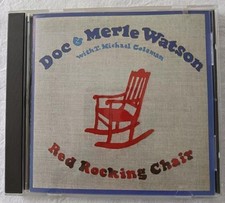 Doc & Merle Watson
with T. Michael Coleman
Red Rocking Chair